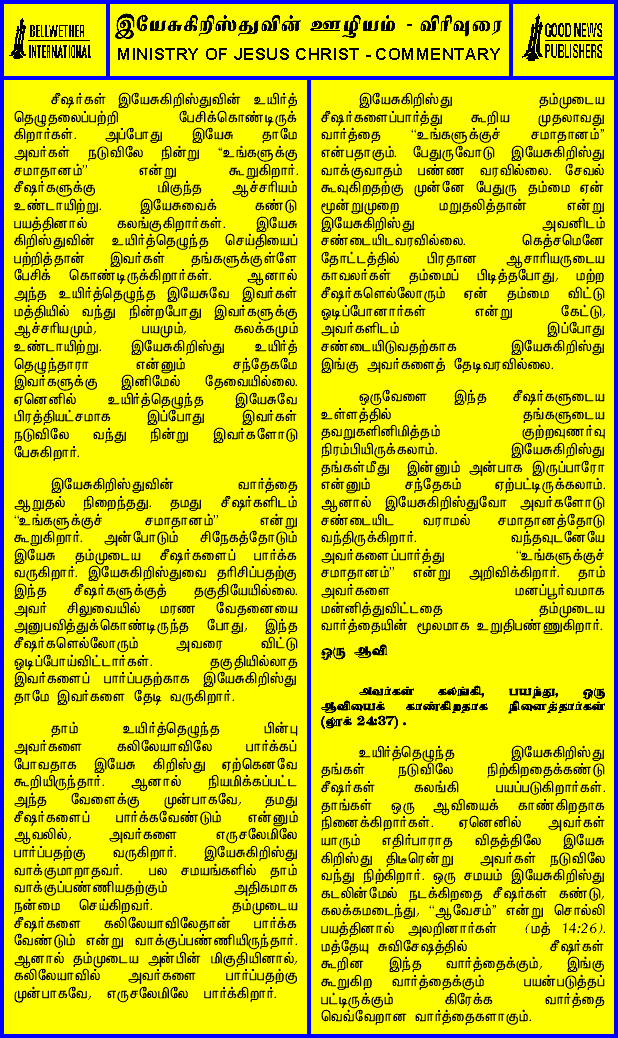 BELLWETHER
INTERNATIONAL
இயேசுகிறிஸ்துவின் ஊழியம் - விரிவுரை
MINISTRY OF JESUS CHRIST - COMMENTARY
GOOD NEWS
PUBLISHERS
சீஷர்கள் இயேசுகிறிஸ்துவின் உயிர்த்
தெழுதலைப்பற்றி பேசிக்கொண்டிருக்
கிறார்கள். அப்போது இயேசு தாமே
அவர்கள் நடுவிலே நின்று “உங்களுக்கு
சமாதானம்” என்று கூறுகிறார்.
சீஷர்களுக்கு மிகுந்த ஆச்சரியம்
உண்டாயிற்று. இயேசுவைக் கண்டு
பயத்தினால் கலங்குகிறார்கள். இயேசு
கிறிஸ்துவின் உயிர்த்தெழுந்த செய்தியைப்
பற்றித்தான் இவர்கள் தங்களுக்குள்ளே
பேசிக் கொண்டிருக்கிறார்கள். ஆனால்
அந்த உயிர்த்தெழுந்த இயேசுவே இவர்கள்
மத்தியில் வந்து நின்றபோது இவர்களுக்கு
ஆச்சரியமும், பயமும், கலக்கமும்
உண்டாயிற்று. இயேசுகிறிஸ்து உயிர்த்
தெழுந்தாரா என்னும் சந்தேகமே
இவர்களுக்கு இனிமேல் தேவையில்லை.
ஏனெனில் உயிர்த்தெழுந்த இயேசுவே
பிரத்தியட்சமாக இப்போது இவர்கள்
நடுவிலே வந்து நின்று இவர்களோடு
பேசுகிறார்.
இயேசுகிறிஸ்துவின் வார்த்தை
ஆறுதல் நிறைந்தது. தமது சீஷர்களிடம்
“உங்களுக்குச் சமாதானம்” என்று
கூறுகிறார். அன்போடும் சிநேகத்தோடும்
இயேசு தம்முடைய சீஷர்களைப் பார்க்க
வருகிறார். இயேசுகிறிஸ்துவை தரிசிப்பதற்கு
இந்த சீஷர்களுக்குத் தகுதியேயில்லை.
அவர் சிலுவையில் மரண வேதனையை
அனுபவித்துக்கொண்டிருந்த போது, இந்த
சீஷர்களெல்லோரும் அவரை விட்டு
ஓடிப்போய்விட்டார்கள். தகுதியில்லாத
இவர்களைப் பார்ப்பதற்காக இயேசுகிறிஸ்து
தாமே இவர்களை தேடி வருகிறார்.
தாம் உயிர்த்தெழுந்த பின்பு
அவர்களை கலிலேயாவிலே பார்க்கப்
போவதாக இயேசு கிறிஸ்து ஏற்கெனவே
கூறியிருந்தார். ஆனால் நியமிக்கப்பட்ட
அந்த வேளைக்கு முன்பாகவே, தமது
சீஷர்களைப் பார்க்கவேண்டும் என்னும்
ஆவலில், அவர்களை எருசலேமிலே
பார்ப்பதற்கு வருகிறார். இயேசுகிறிஸ்து
வாக்குமாறாதவர். பல சமயங்களில் தாம்
வாக்குப்பண்ணியதற்கும் அதிகமாக
நன்மை செய்கிறவர். தம்முடைய
சீஷர்களை கலிலேயாவிலேதான் பார்க்க
வேண்டும் என்று வாக்குப்பண்ணியிருந்தார்.
ஆனால் தம்முடைய அன்பின் மிகுதியினால்,
கலிலேயாவில் அவர்களை பார்ப்பதற்கு
முன்பாகவே, எருசலேமிலே பார்க்கிறார்.
இயேசுகிறிஸ்து தம்முடைய
சீஷர்களைப்பார்த்து கூறிய முதலாவது
வார்த்தை “உங்களுக்குச் சமாதானம்”
என்பதாகும். பேதுருவோடு இயேசுகிறிஸ்து
வாக்குவாதம் பண்ண வரவில்லை. சேவல்
கூவுகிறதற்கு முன்னே பேதுரு தம்மை ஏன்
மூன்றுமுறை மறுதலித்தான் என்று
இயேசுகிறிஸ்து அவனிடம்
சண்டையிடவரவில்லை. கெத்சமெனே
தோட்டத்தில் பிரதான ஆசாரியருடைய
காவலர்கள் தம்மைப் பிடித்தபோது, மற்ற
சீஷர்களெல்லோரும் ஏன் தம்மை விட்டு
ஓடிப்போனார்கள் என்று கேட்டு,
அவர்களிடம் இப்போது
சண்டையிடுவதற்காக இயேசுகிறிஸ்து
இங்கு அவர்களைத் தேடிவரவில்லை.
ஒருவேளை இந்த சீஷர்களுடைய
உள்ளத்தில் தங்களுடைய
தவறுகளினிமித்தம் குற்றவுணர்வு
நிரம்பியிருக்கலாம். இயேசுகிறிஸ்து
தங்கள்மீது இன்னும் அன்பாக இருப்பாரோ
என்னும் சந்தேகம் ஏற்பட்டிருக்கலாம்.
ஆனால் இயேசுகிறிஸ்துவோ அவர்களோடு
சண்டையிட வராமல் சமாதானத்தோடு
வந்திருக்கிறார். வந்தவுடனேயே
அவர்களைப்பார்த்து “உங்களுக்குச்
சமாதானம்” என்று அறிவிக்கிறார். தாம்
அவர்களை மனப்பூர்வமாக
மன்னித்துவிட்டதை தம்முடைய
வார்த்தையின் மூலமாக உறுதிபண்ணுகிறார்.
ஒரு ஆவி
அவர்கள் கலங்கி, பயந்து, ஒரு
ஆவியைக் காண்கிறதாக நினைத்தார்கள்
(லூக் 24:37) .
உயிர்த்தெழுந்த இயேசுகிறிஸ்து
தங்கள் நடுவிலே நிற்கிறதைக்கண்டு
சீஷர்கள் கலங்கி பயப்படுகிறார்கள்.
தாங்கள் ஒரு ஆவியைக் காண்கிறதாக
நினைக்கிறார்கள். ஏனெனில் அவர்கள்
யாரும் எதிர்பாராத விதத்திலே இயேசு
கிறிஸ்து திடீரென்று அவர்கள் நடுவிலே
வந்து நிற்கிறார். ஒரு சமயம் இயேசுகிறிஸ்து
கடலின்மேல் நடக்கிறதை சீஷர்கள் கண்டு,
கலக்கமடைந்து, “ஆவேசம்” என்று சொல்லி
பயத்தினால் அலறினார்கள் (மத் 14:26).
மத்தேயு சுவிசேஷத்தில் சீஷர்கள்
கூறின இந்த வார்த்தைக்கும், இங்கு
கூறுகிற வார்த்தைக்கும் பயன்படுத்தப்
பட்டிருக்கும் கிரேக்க வார்த்தை
வெவ்வேறான வார்த்தைகளாகும்.